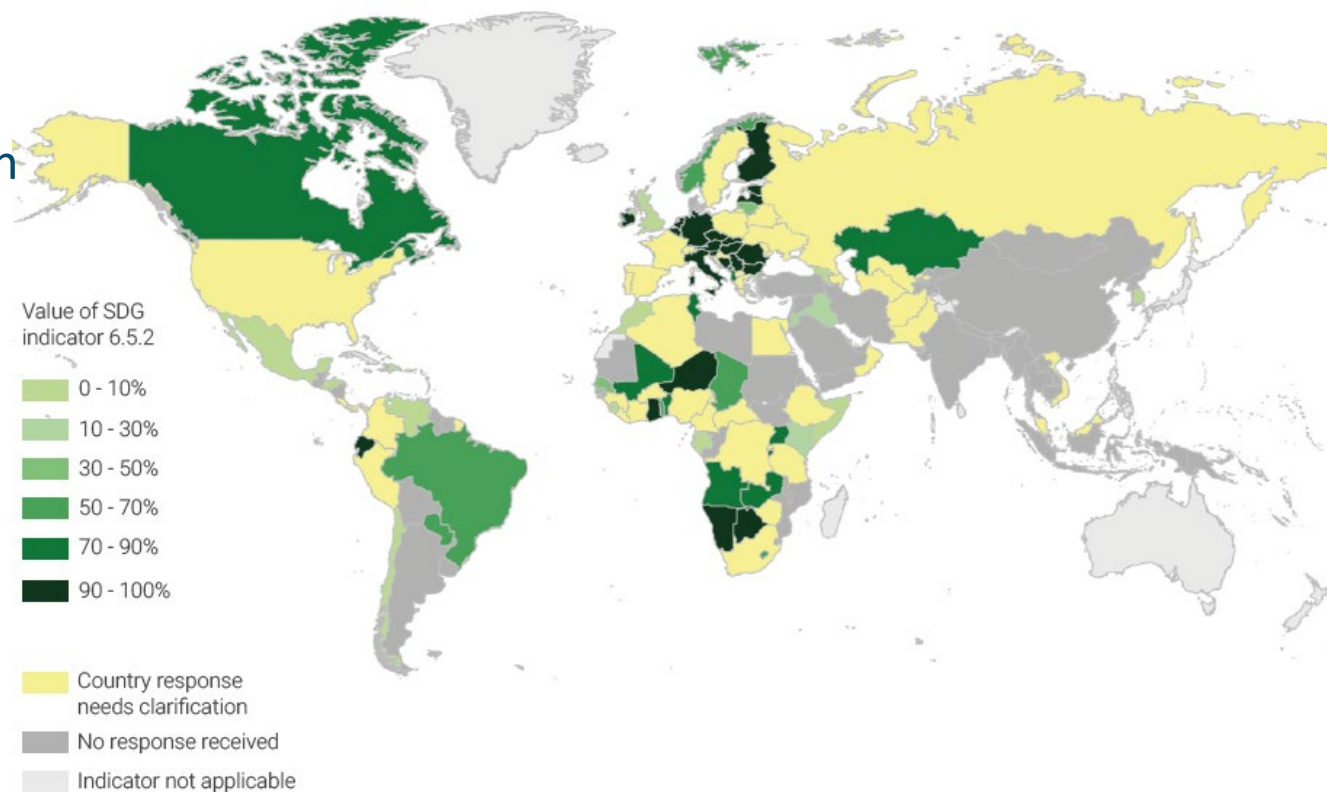 n
Value of SDG
indicator 6.5.2
0 - 10%
10 - 30%
30 - 50%
50 - 70%
70 - 90%
90 - 100%
Country response
needs clarification
No response received
Indicator not applicable